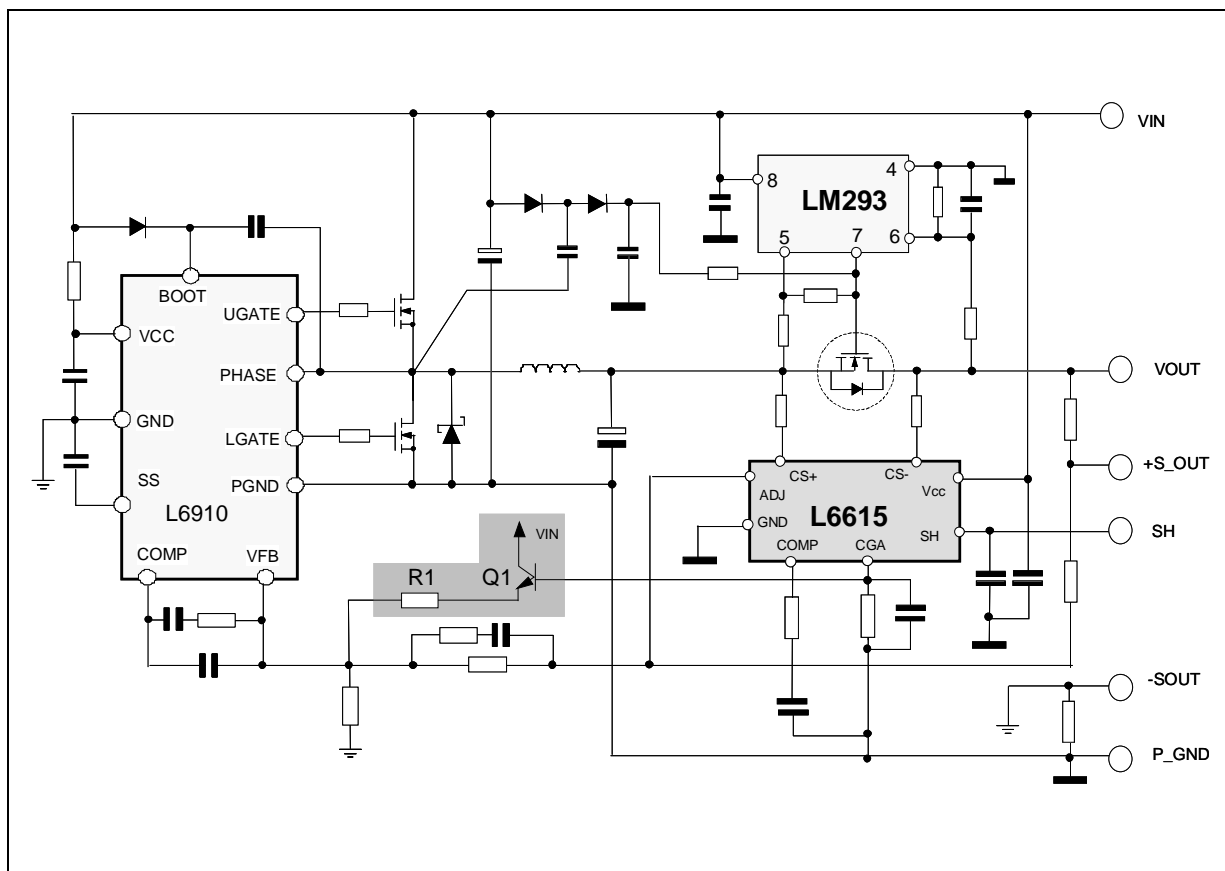 VIN
8
4
LM293
5
7
6
BOOT
UGATE
VCC
PHASE
VOUT
GND
LGATE
CS+
CS-
+S_OUT
SS
PGND
ADJ
Vcc
L6910
L6615
GND
SH
SH
VIN
COMP
CGA
COMP
VFB
R1
Q1
-SOUT
P_GND